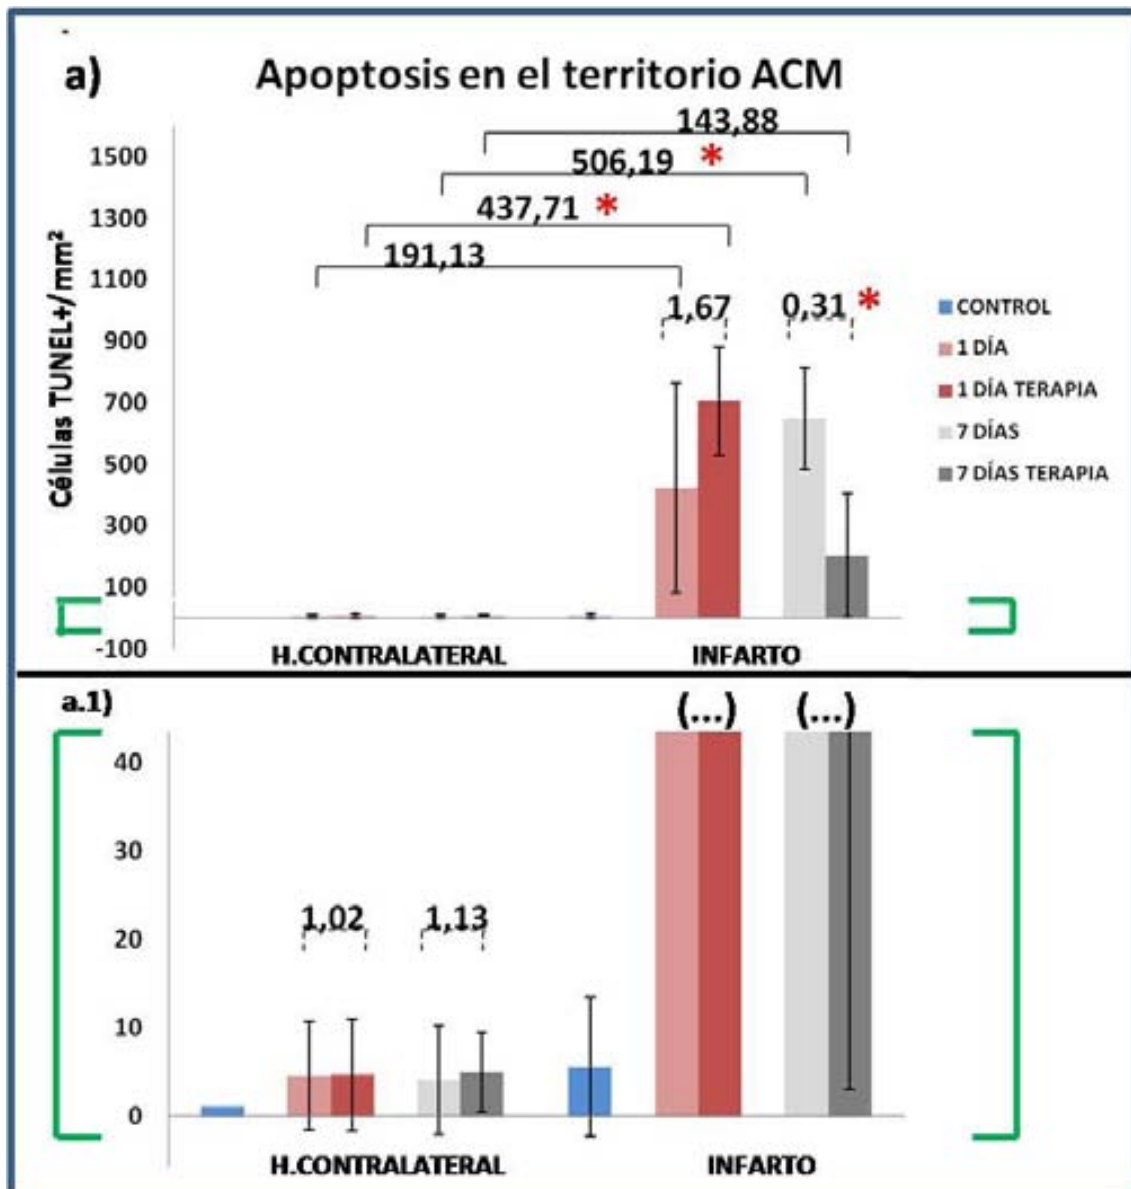 a)
Apoptosis en el territorio ACM
143,88
506,19 *
437,71 *
191,13
1,67
0,31 *
Células TUNEL+/mm²
1500
1300
1100
900
700
500
300
100
-100
CONTROL
1 DÍA
1 DÍA TERAPIA
7 DÍAS
7 DÍAS TERAPIA
H.CONTRALATERAL INFARTO
a.1)
(...) (...)
40
30
20
10
0
1,02 1,13
H.CONTRALATERAL INFARTO